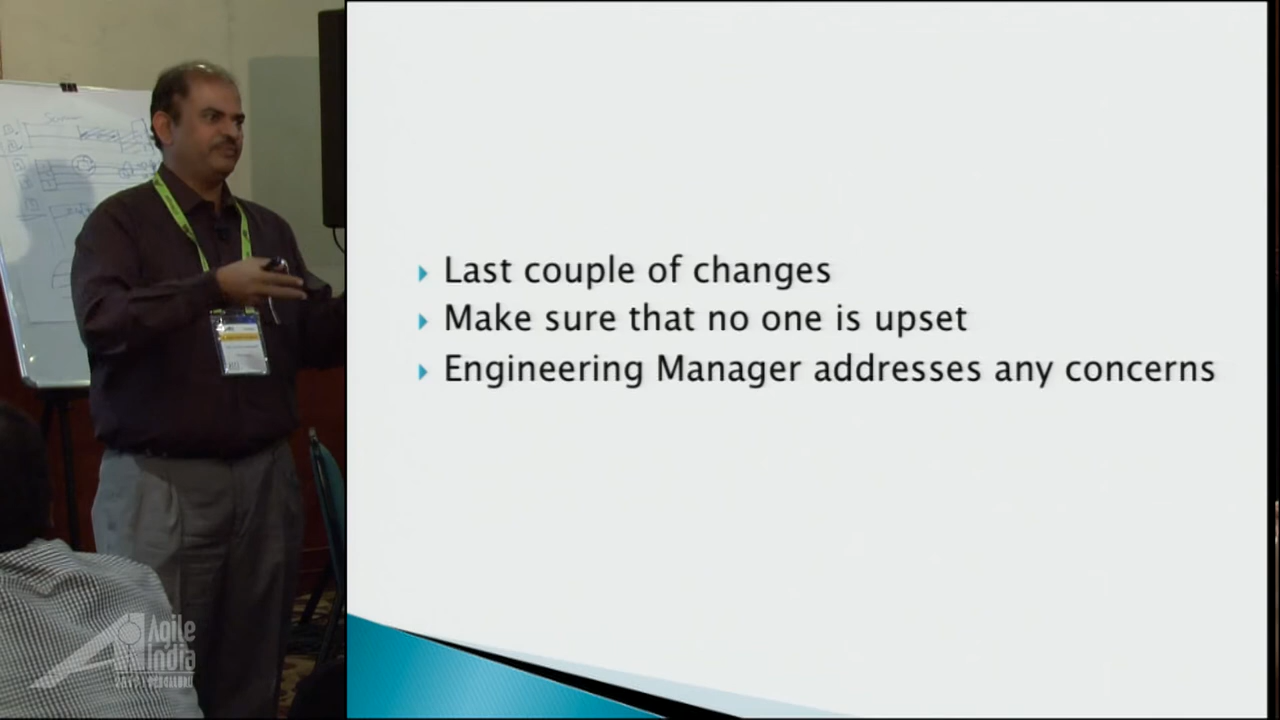 Last couple of changes
Make sure that no one is upset
Engineering Manager addresses any concerns
Agile
India